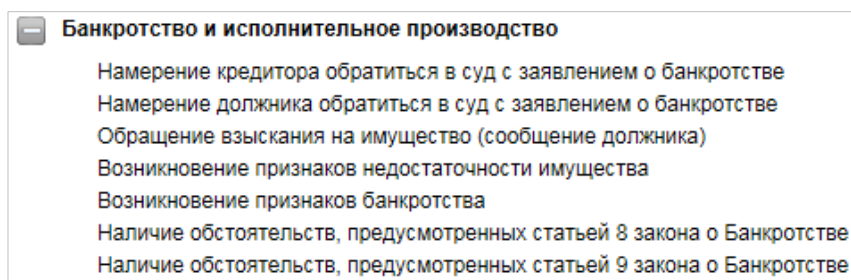 Банкротство и исполнительное производство
Намерение кредитора обратиться в суд с заявлением о банкротстве
Намерение должника обратиться в суд с заявлением о банкротстве
Обращение взыскания на имущество (сообщение должника)
Возникновение признаков недостаточности имущества
Возникновение признаков банкротства
Наличие обстоятельств, предусмотренных статьей 8 закона о Банкротстве
Наличие обстоятельств, предусмотренных статьей 9 закона о Банкротстве